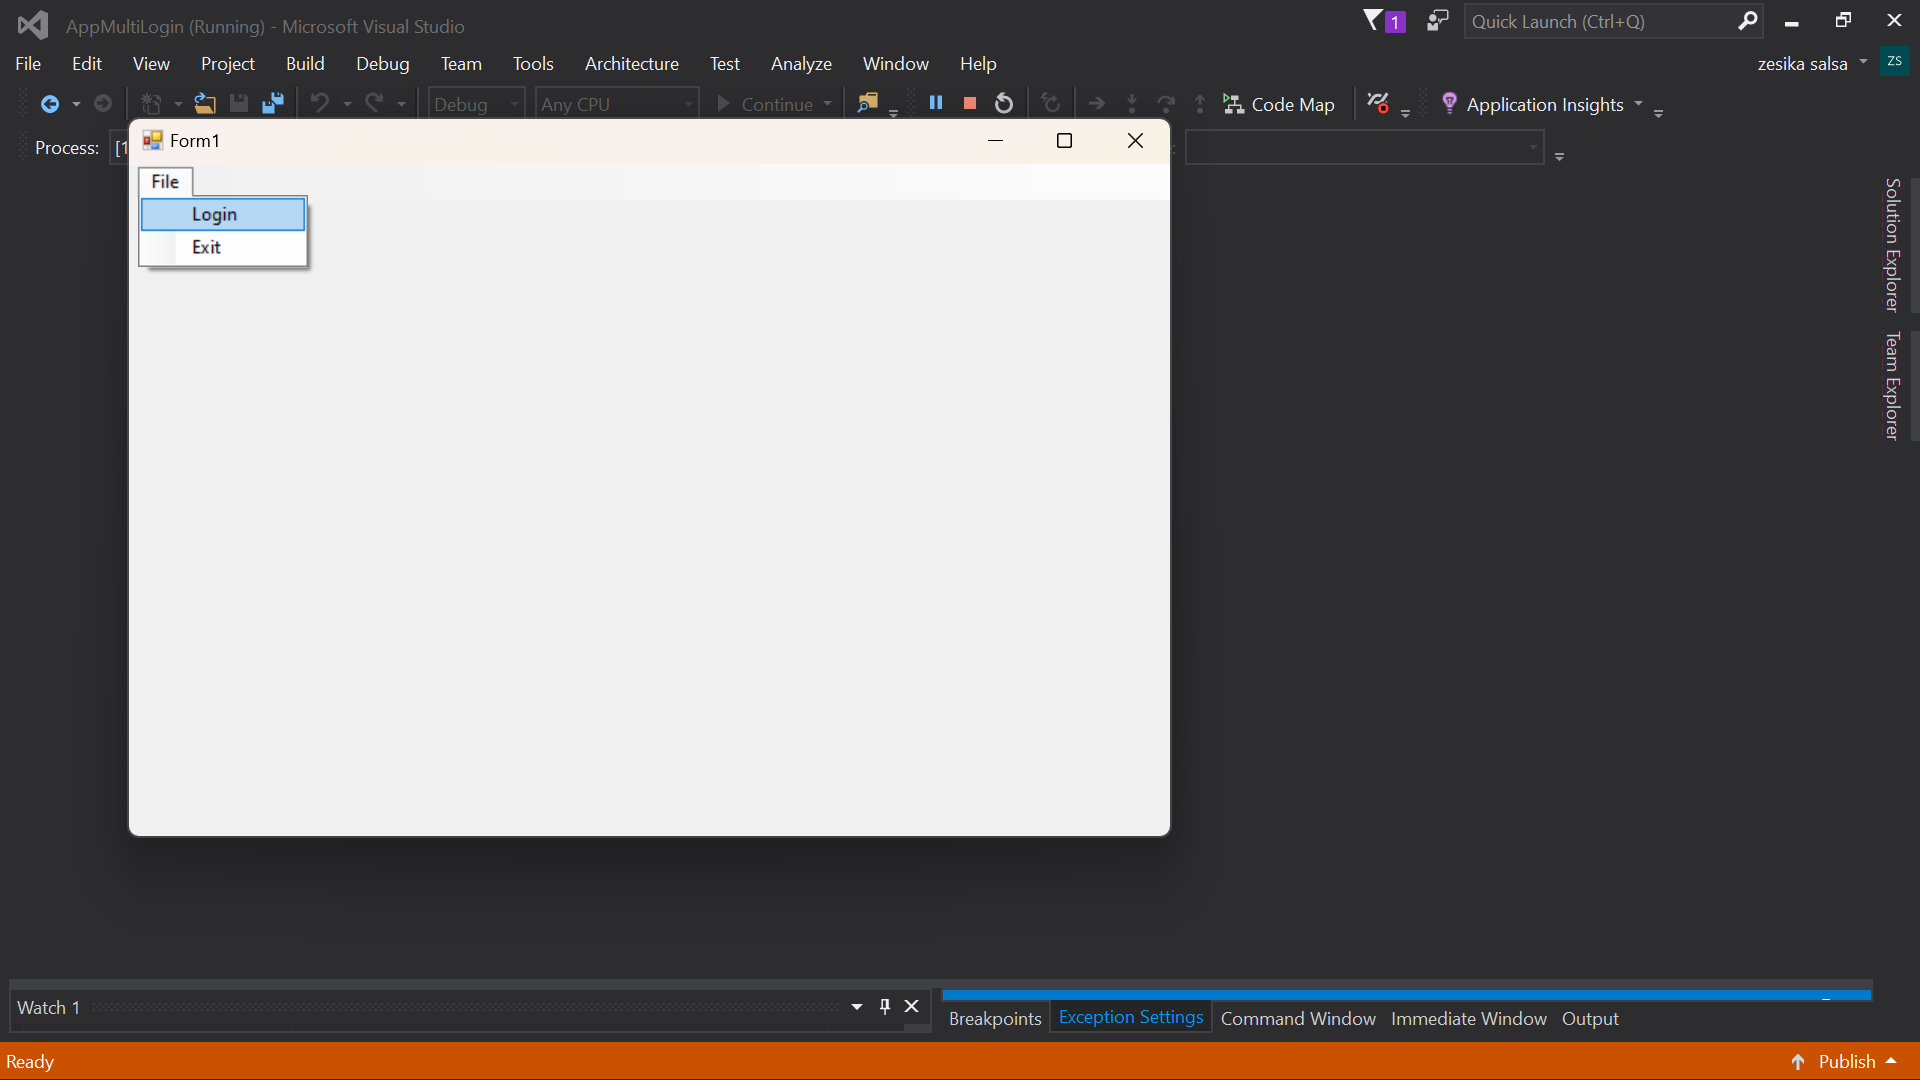 AppMultiLogin (Running) - Microsoft Visual Studio
1
Quick Launch (Ctrl+Q)
File Edit View Project Build Debug Team Tools Architecture Test Analyze Window Help
zesika salsa
ZS
Debug
Any CPU
Continue
Code Map
Application Insights
Process:
[1
Form1
File
Login
Exit
Solution Explorer
Team Explorer
Watch 1
Breakpoints Exception Settings Command Window Immediate Window Output
Ready
Publish